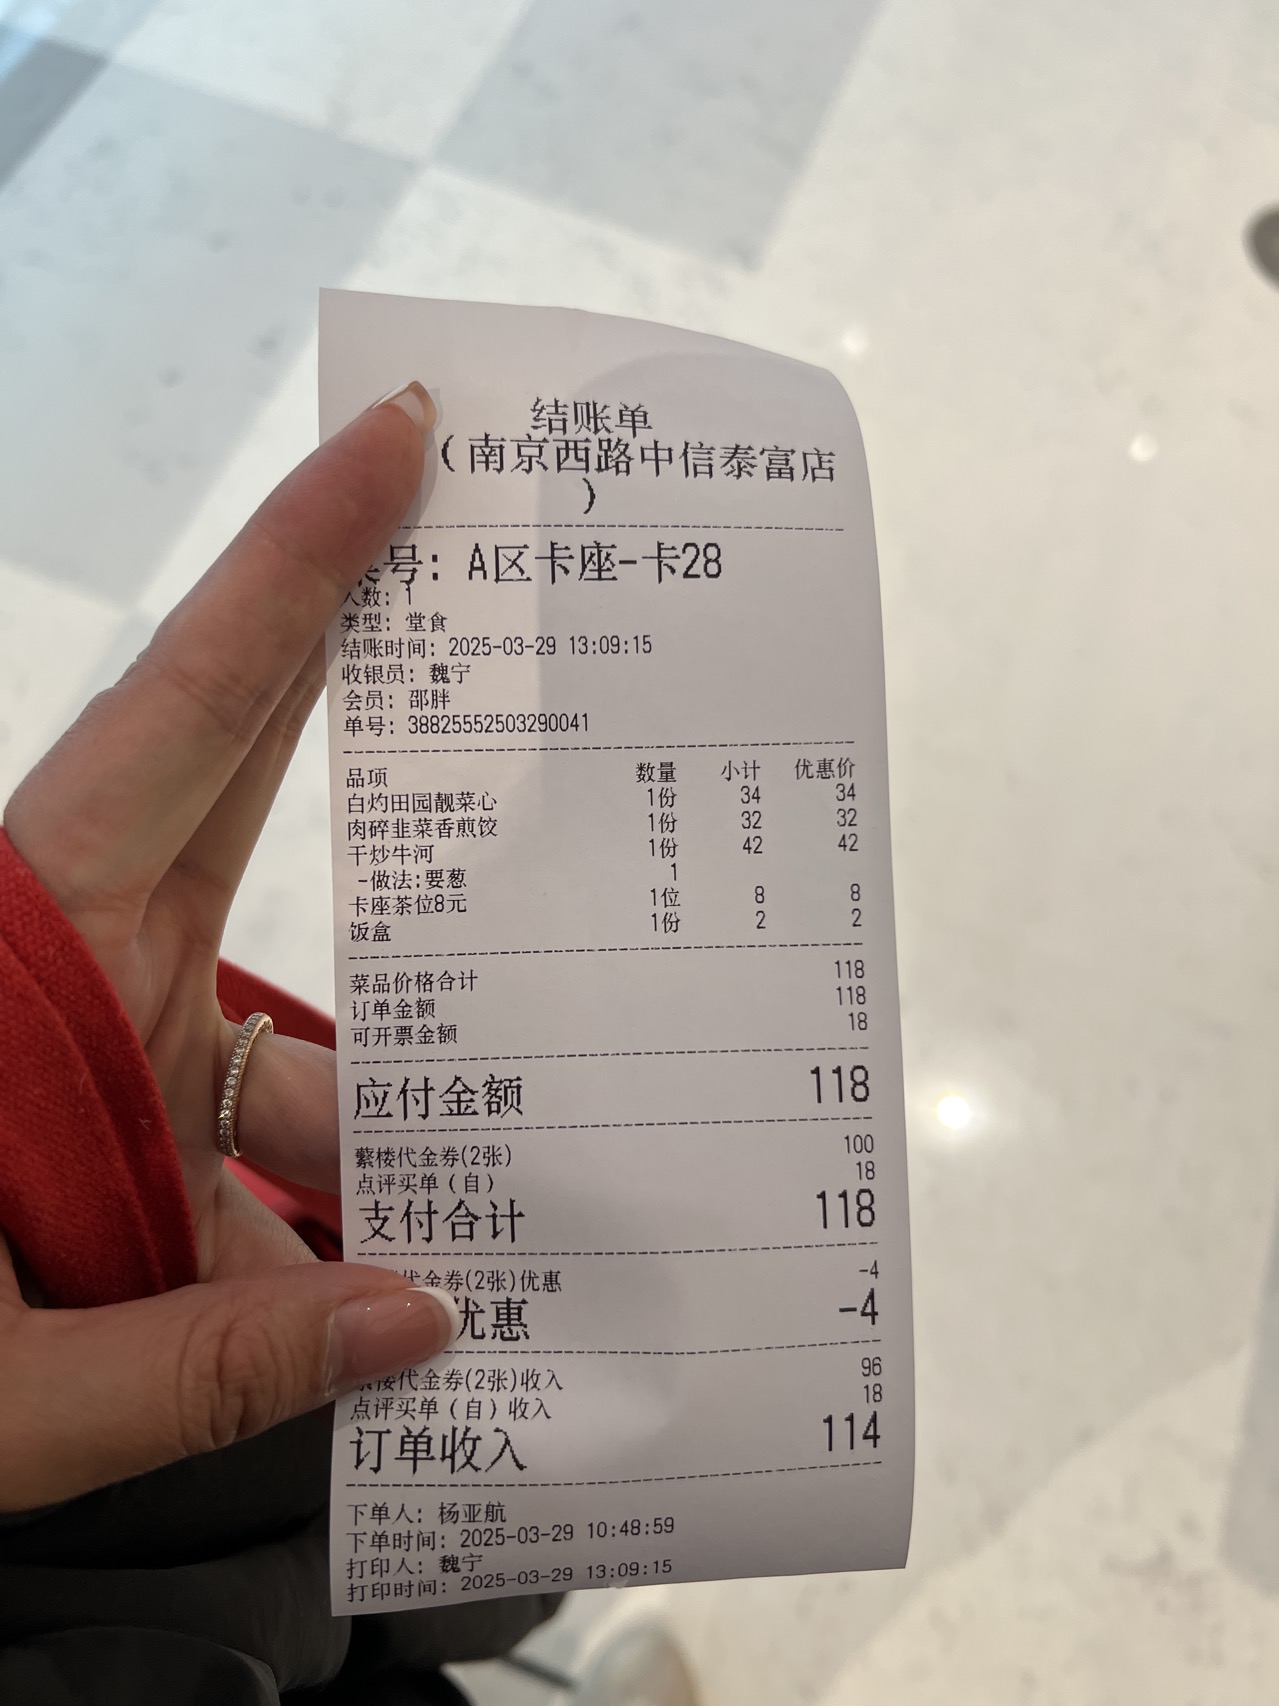 结账单
（南京西路中信泰富店
）
号: A区卡座-卡28
人数: 1
类型: 堂食
结账时间: 2025-03-29 13:09:15
收银员: 魏宁
会员: 邵胖
单号: 38825552503290041
品项 数量 小计 优惠价
白灼田园靓菜心 1份 34 34
肉碎韭菜香煎饺 1份 32 32
干炒牛河 1份 42 42
-做法:要葱 1
卡座茶位8元 1位 8 8
饭盒 1份 2 2
菜品价格合计 118
订单金额 118
可开票金额 18
应付金额 118
蘩楼代金券(2张) 100
点评买单（自） 18
支付合计 118
代金券(2张)优惠 -4
优惠 -4
楼代金券(2张)收入 96
点评买单（自）收入 18
订单收入 114
下单人: 杨亚航
下单时间: 2025-03-29 10:48:59
打印人: 魏宁
打印时间: 2025-03-29 13:09:15